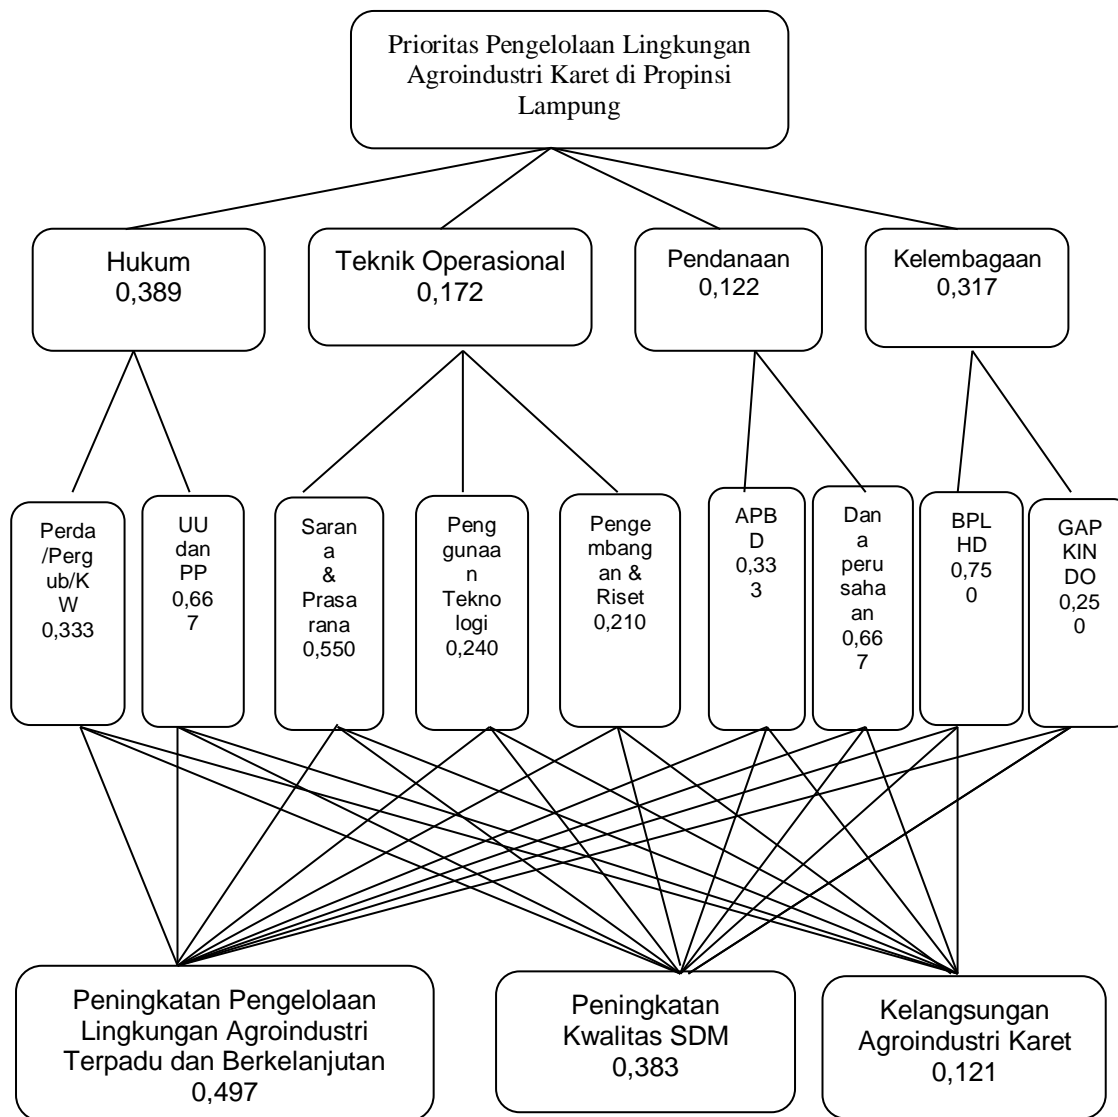 Prioritas Pengelolaan Lingkungan
Agroindustri Karet di Propinsi
Lampung
Hukum
0,389
Teknik Operasional
0,172
Pendanaan
0,122
Kelembagaan
0,317
Perda
/Perg
ub/K
W
0,333
UU
dan
PP
0,66
7
Saran
a
&
Prasa
rana
0,550
Peng
gunaa
n
Tekno
logi
0,240
Penge
mbang
an &
Riset
0,210
APB
D
0,33
3
Dan
a
peru
saha
an
0,66
7
BPL
HD
0,75
0
GAP
KIN
DO
0,25
0
Peningkatan Pengelolaan
Lingkungan Agroindustri
Terpadu dan Berkelanjutan
0,497
Peningkatan
Kwalitas SDM
0,383
Kelangsungan
Agroindustri Karet
0,121